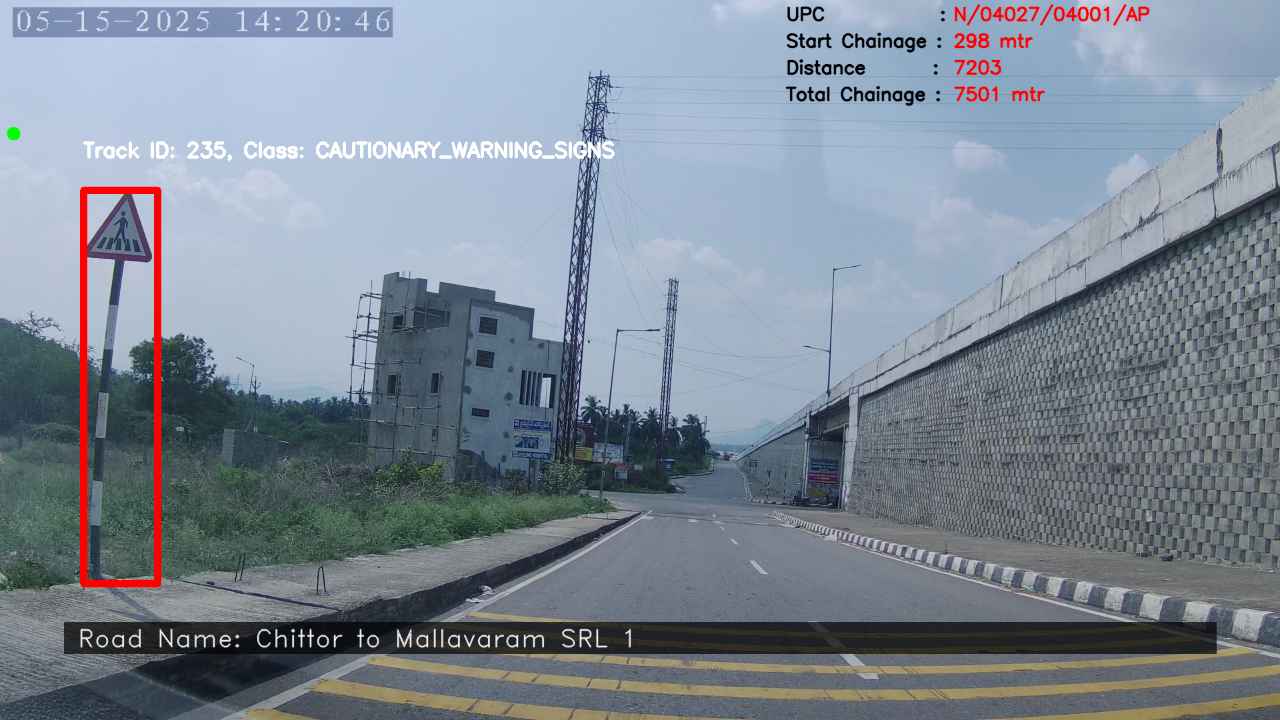 05-15-2025 14:20:46
UPC : N/04027/04001/AP
Start Chainage : 298 mtr
Distance : 7203
Total Chainage : 7501 mtr
Track ID: 235, Class: CAUTIONARY_WARNING_SIGNS
Road Name: Chittor to Mallavaram SRL 1